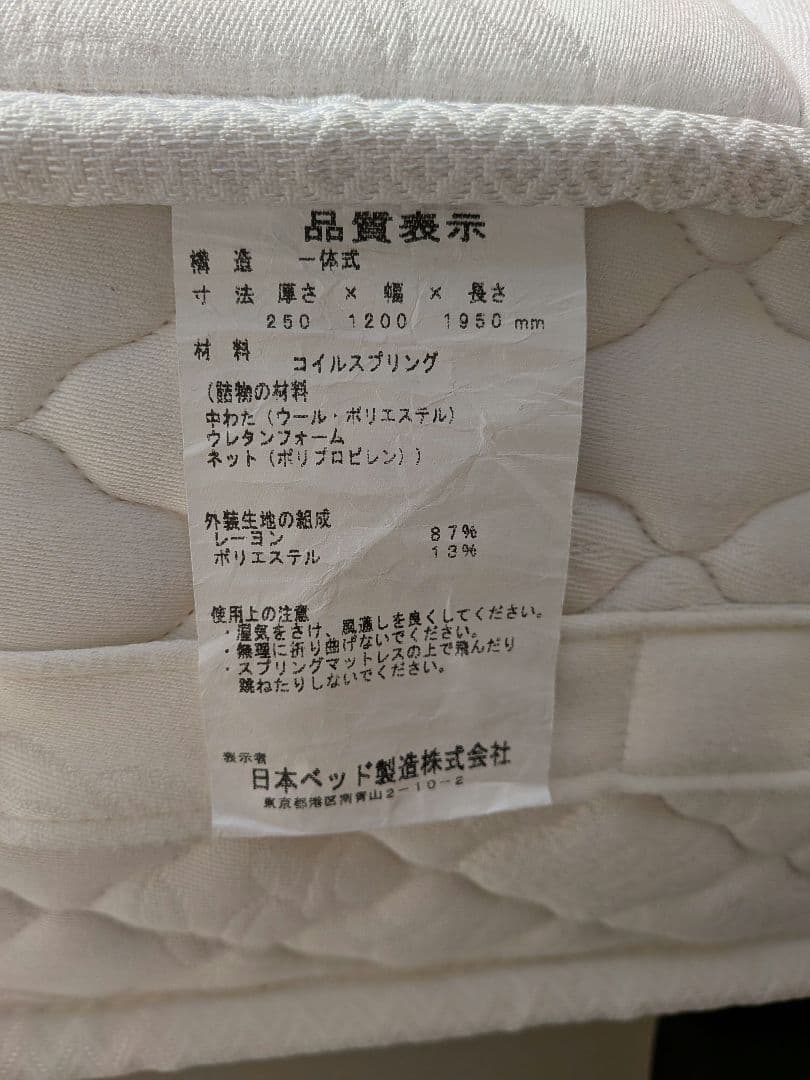 品質表示
構造 一体式
寸法 厚さ × 幅 × 長さ
250 1200 1950 mm
材料 コイルスプリング
(詰物の材料
中わた(ウール・ポリエステル)
ウレタンフォーム
ネット(ポリプロピレン))
外装生地の組成
レーヨン 87%
ポリエステル 13%
使用上の注意
・湿気をさけ、風通しを良くしてください。
・無理に折り曲げないでください。
・スプリングマットレスの上で飛んだり
跳ねたりしないでください。
表示者
日本ベッド製造株式会社
東京都港区南青山2-10-2